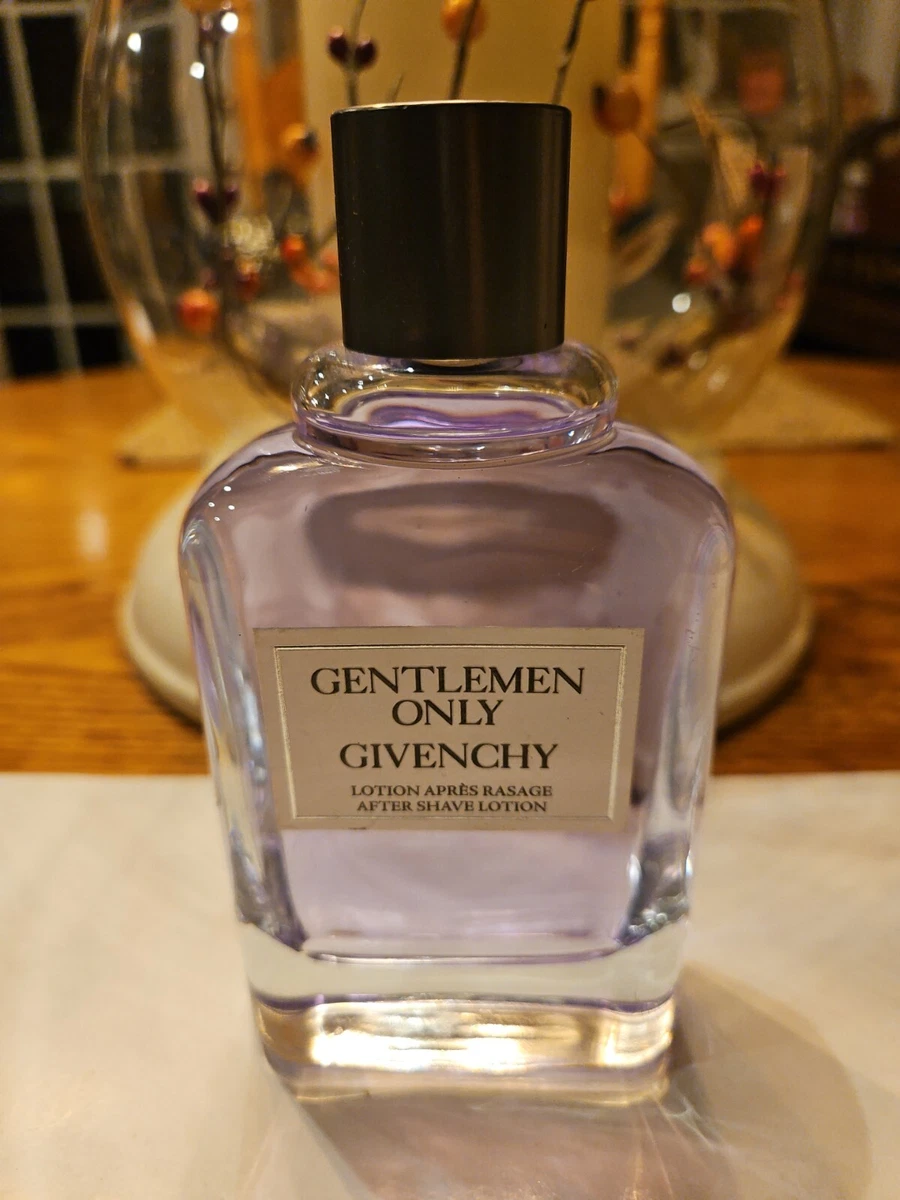 GENTLEMEN
ONLY
GIVENCHY
LOTION APRÈS RASAGE
AFTER SHAVE LOTION